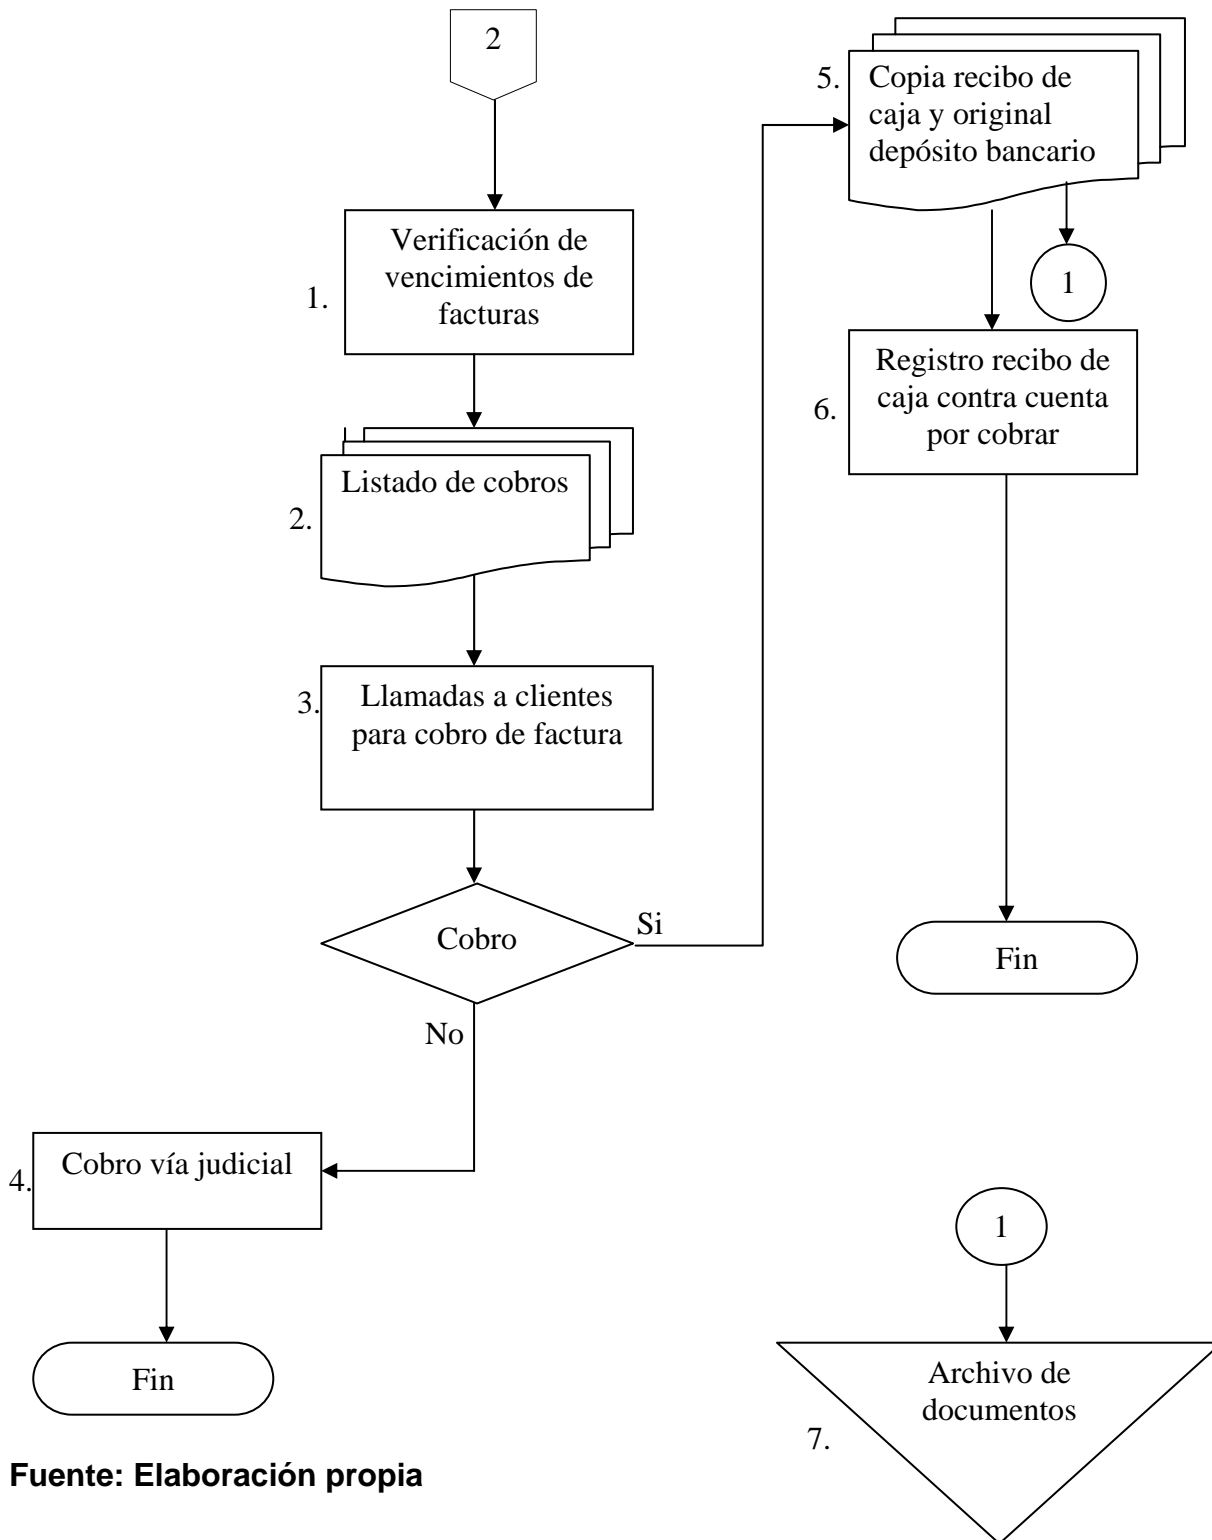 2
1.
Verificación de
vencimientos de
facturas
2.
Listado de cobros
3.
Llamadas a clientes
para cobro de factura
Cobro
Si
No
4.
Cobro vía judicial
Fin
5.
Copia recibo de
caja y original
depósito bancario
1
6.
Registro recibo de
caja contra cuenta
por cobrar
Fin
1
7.
Archivo de
documentos
Fuente: Elaboración propia